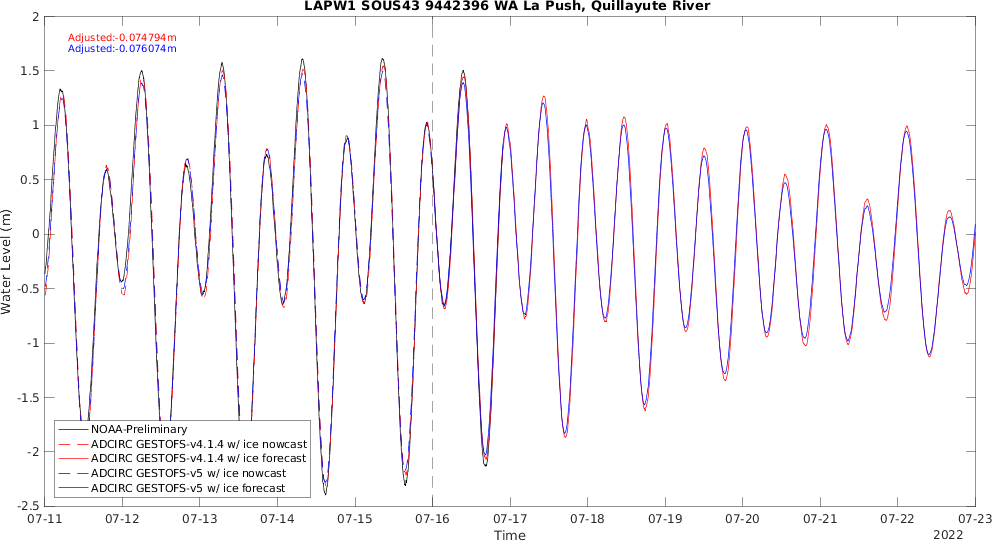 LAPW1 SOUS43 9442396 WA La Push, Quillayute River
Adjusted:-0.074794m
Adjusted:-0.076074m
2
1.5
1
0.5
0
-0.5
-1
-1.5
-2
-2.5
Water Level (m)
NOAA-Preliminary
ADCIRC GESTOFS-v4.1.4 w/ ice nowcast
ADCIRC GESTOFS-v4.1.4 w/ ice forecast
ADCIRC GESTOFS-v5 w/ ice nowcast
ADCIRC GESTOFS-v5 w/ ice forecast
07-11 07-12 07-13 07-14 07-15 07-16 07-17 07-18 07-19 07-20 07-21 07-22 07-23
Time
2022